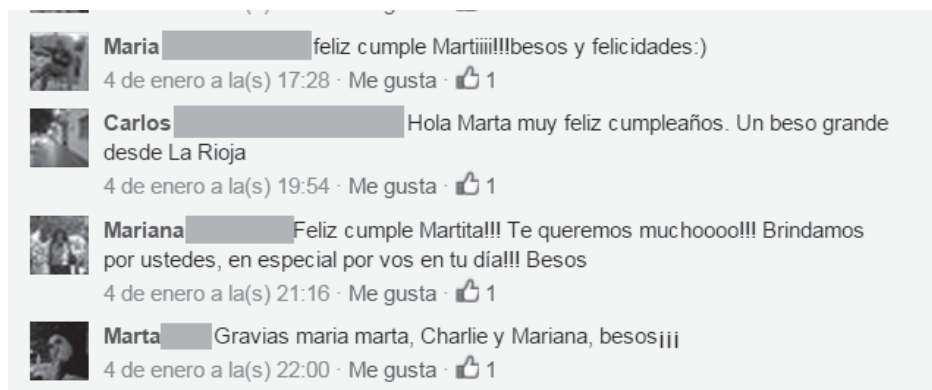 Maria feliz cumple Martiiii!!!besos y felicidades:)
4 de enero a la(s) 17:28 · Me gusta · 1
Carlos Hola Marta muy feliz cumpleaños. Un beso grande
desde La Rioja
4 de enero a la(s) 19:54 · Me gusta · 1
Mariana Feliz cumple Martita!!! Te queremos muchoooo!!! Brindamos
por ustedes, en especial por vos en tu día!!! Besos
4 de enero a la(s) 21:16 · Me gusta · 1
Marta Gravias maria marta, Charlie y Mariana, besos¡¡¡
4 de enero a la(s) 22:00 · Me gusta · 1